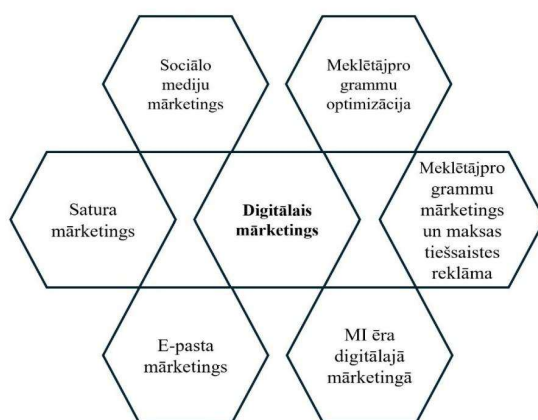 Sociālo
mediju
mārketings
Meklētājpro
grammu
optimizācija
Satura
mārketings
Digitālais
mārketings
Meklētājpro
grammu
mārketings
un maksas
tiešsaistes
reklāma
E-pasta
mārketings
MI ēra
digitālajā
mārketingā